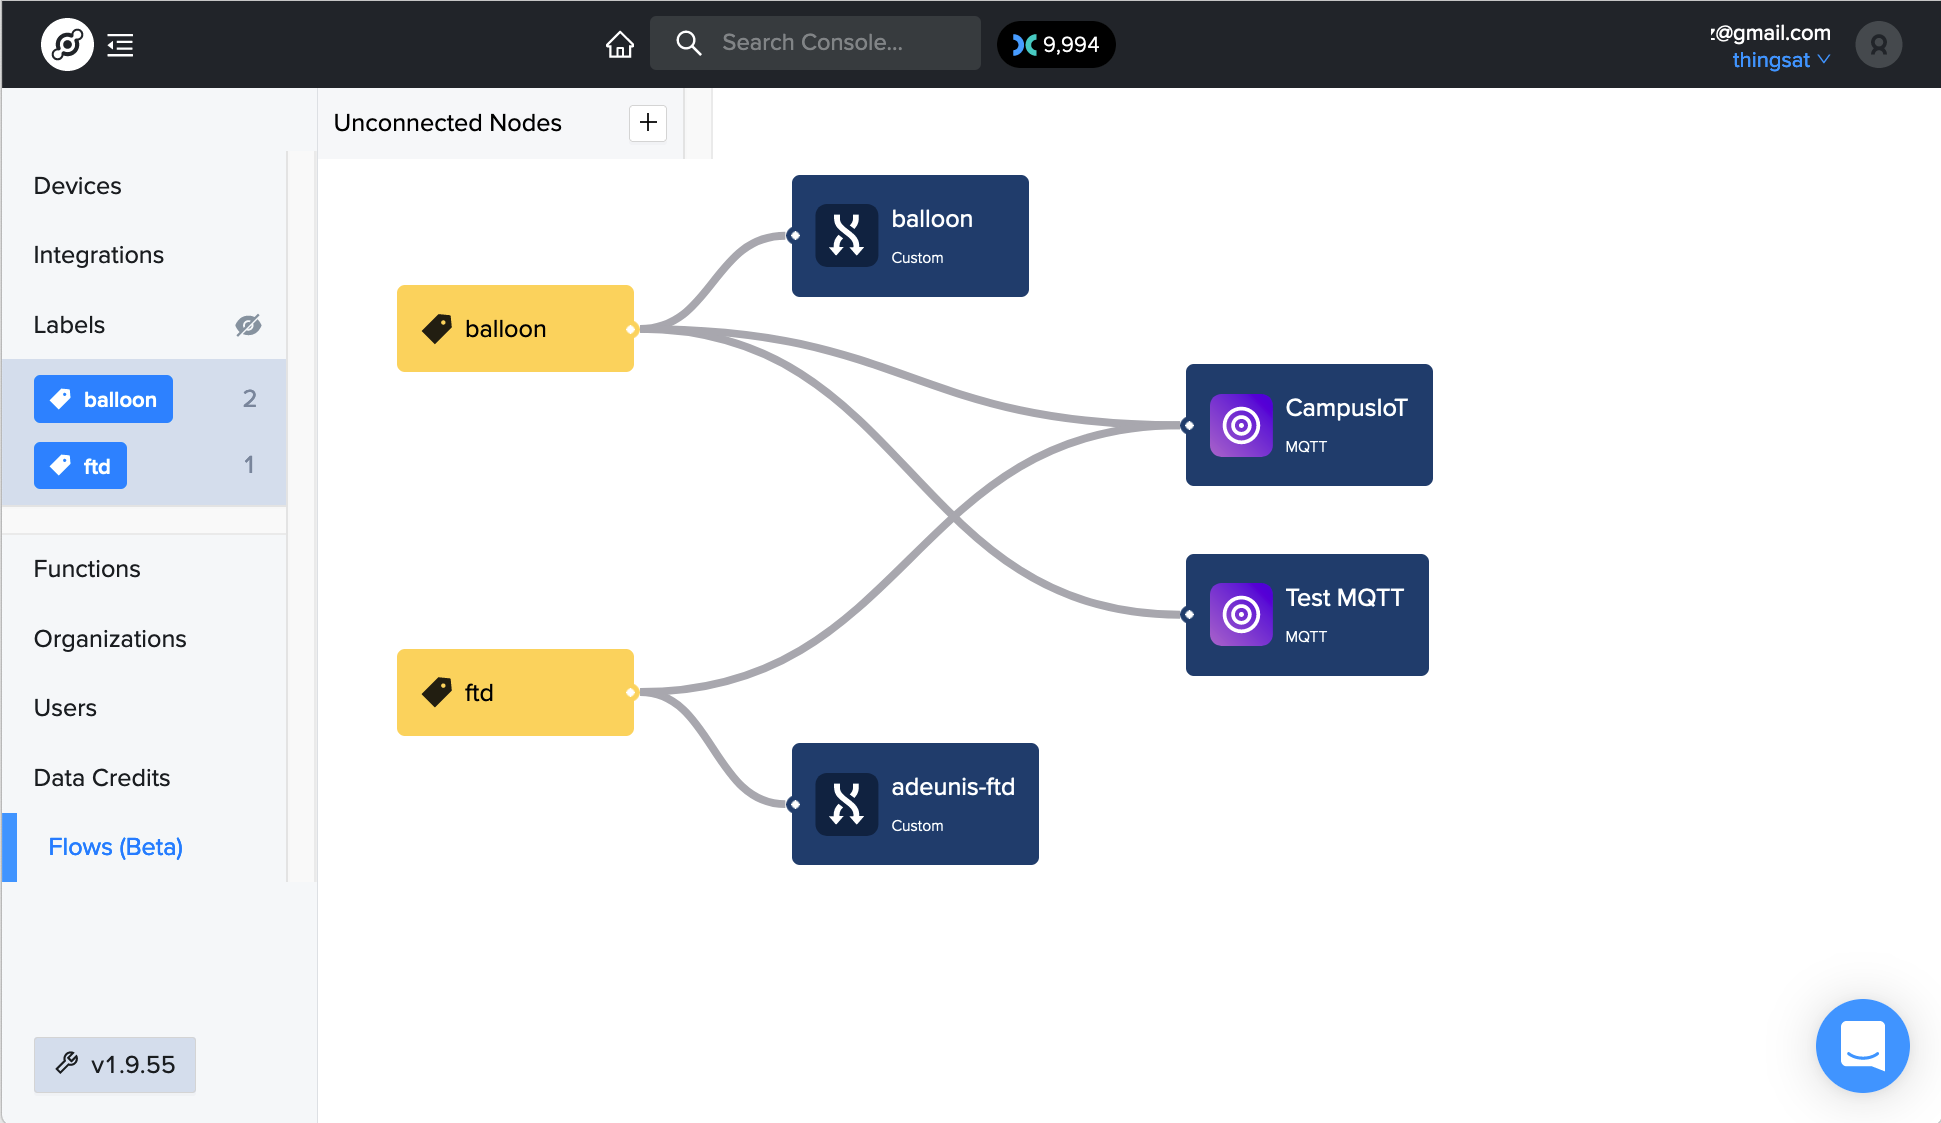 Search Console...
9,994
z@gmail.com
thingsat
Unconnected Nodes
Devices
Integrations
Labels
balloon 2
ftd 1
Functions
Organizations
Users
Data Credits
Flows (Beta)
v1.9.55
balloon
balloon
Custom
CampusIoT
MQTT
Test MQTT
MQTT
ftd
adeunis-ftd
Custom